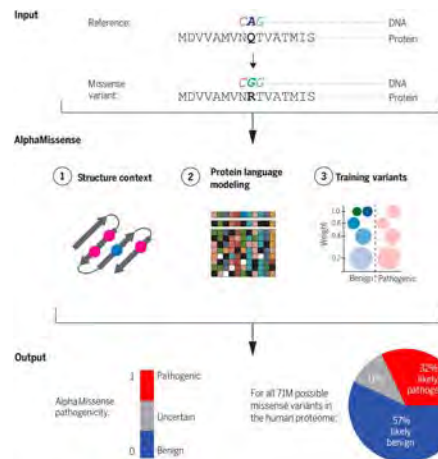 Input
Reference:
CAG
DNA
MDVVAMVNQTVATMIS
Protein
Missense
variant:
CGG
DNA
MDVVAMVNRTVATMIS
Protein
AlphaMissense
1 Structure context
2 Protein language
modeling
3 Training variants
Weight
1.0
0.8
0.6
0.2
Benign Pathogenic
Output
AlphaMissense
pathogenicity:
1
0
Pathogenic
Uncertain
Benign
For all 71M possible
missense variants in
the human proteome:
32%
likely
57%
likely
benign